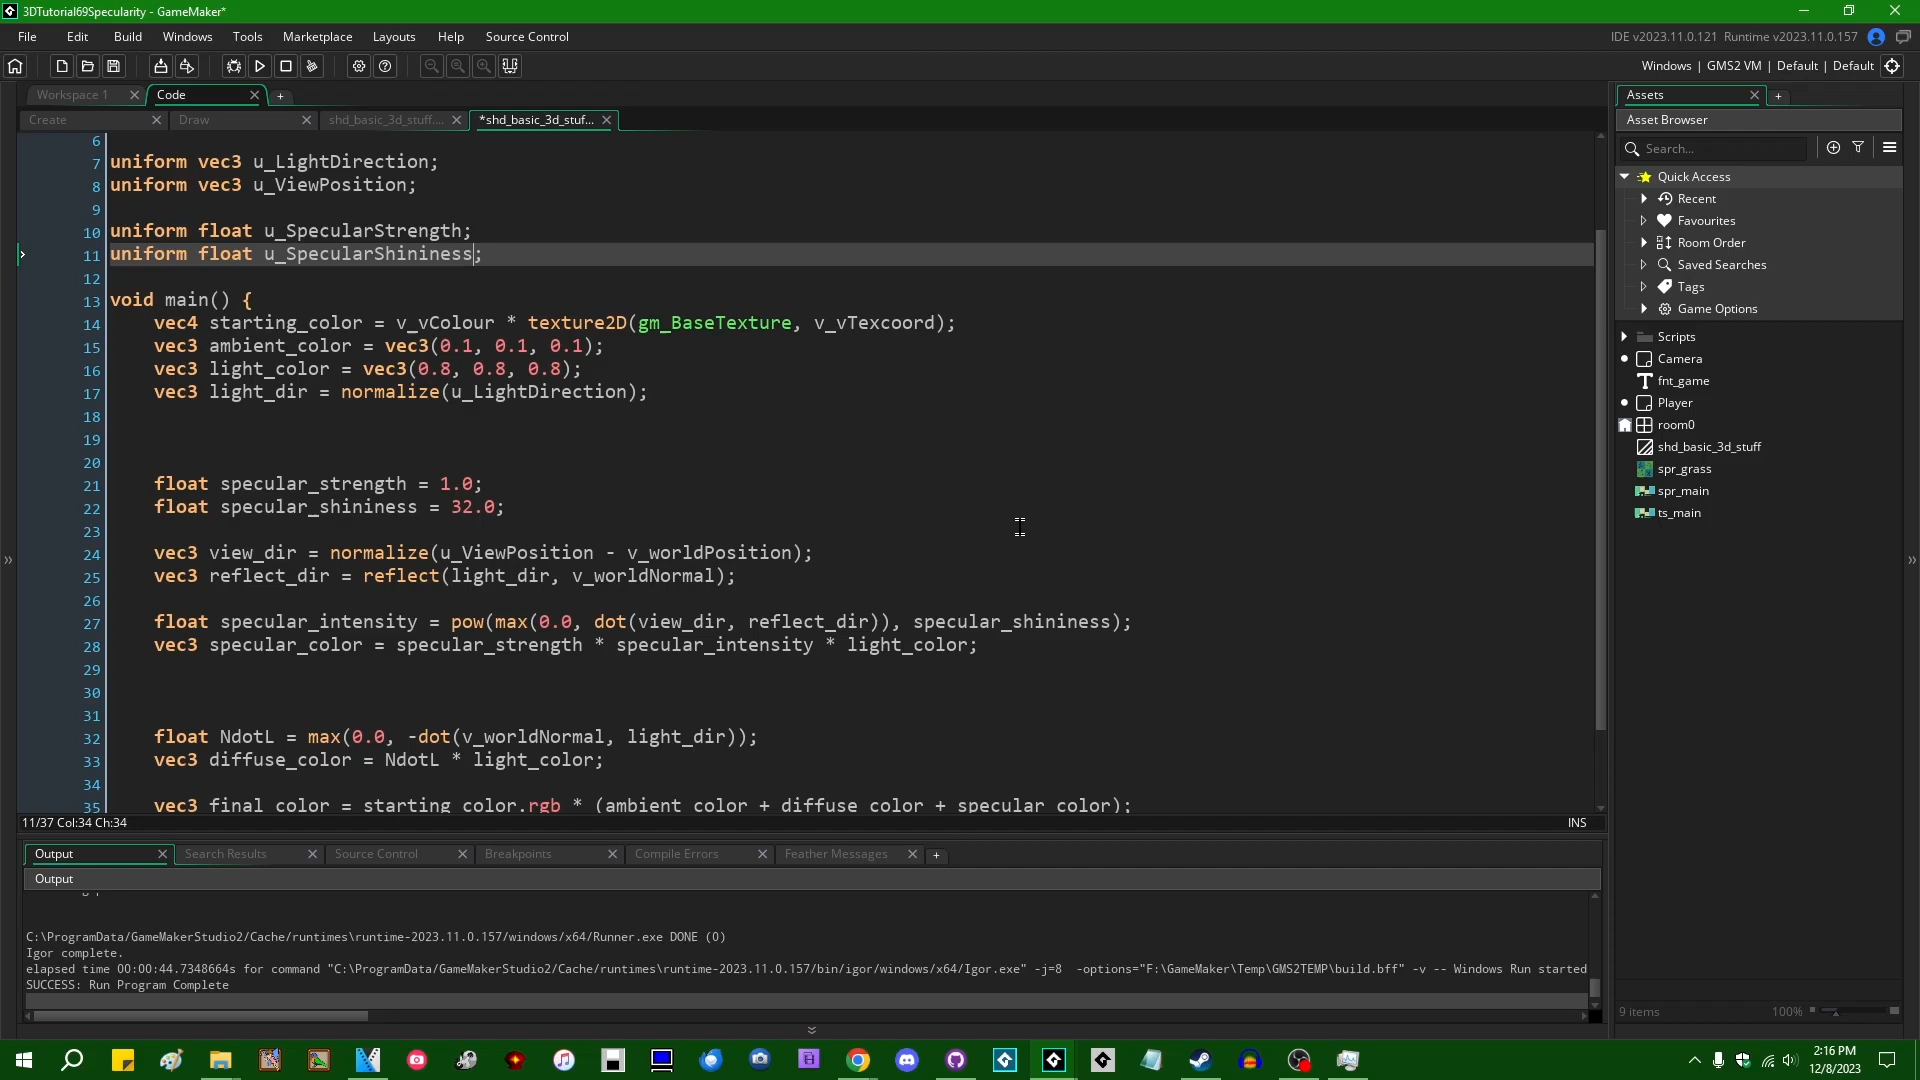 3DTutorial69Specularity - GameMaker*
File Edit Build Windows Tools Marketplace Layouts Help Source Control
IDE v2023.11.0.121 Runtime v2023.11.0.157
Windows | GMS2 VM | Default | Default
Workspace 1
Code
Create
Draw
shd_basic_3d_stuff....
*shd_basic_3d_stuf...
6
7 uniform vec3 u_LightDirection;
8 uniform vec3 u_ViewPosition;
9
10 uniform float u_SpecularStrength;
11 uniform float u_SpecularShininess;
12
13 void main() {
14 vec4 starting_color = v_vColour * texture2D(gm_BaseTexture, v_vTexcoord);
15 vec3 ambient_color = vec3(0.1, 0.1, 0.1);
16 vec3 light_color = vec3(0.8, 0.8, 0.8);
17 vec3 light_dir = normalize(u_LightDirection);
18
19
20
21 float specular_strength = 1.0;
22 float specular_shininess = 32.0;
23
24 vec3 view_dir = normalize(u_ViewPosition - v_worldPosition);
25 vec3 reflect_dir = reflect(light_dir, v_worldNormal);
26
27 float specular_intensity = pow(max(0.0, dot(view_dir, reflect_dir)), specular_shininess);
28 vec3 specular_color = specular_strength * specular_intensity * light_color;
29
30
31
32 float NdotL = max(0.0, -dot(v_worldNormal, light_dir));
33 vec3 diffuse_color = NdotL * light_color;
34
35 vec3 final_color = starting_color.rgb * (ambient_color + diffuse_color + specular_color);
11/37 Col:34 Ch:34
INS
Output
Search Results
Source Control
Breakpoints
Compile Errors
Feather Messages
Output
C:\ProgramData/GameMakerStudio2/Cache/runtimes\runtime-2023.11.0.157/windows/x64/Runner.exe DONE (0)
Igor complete.
elapsed time 00:00:44.7348664s for command "C:\ProgramData/GameMakerStudio2/Cache/runtimes\runtime-2023.11.0.157/bin/igor/windows/x64/Igor.exe" -j=8 -options="F:\GameMaker\Temp\GMS2TEMP\build.bff" -v -- Windows Run started
SUCCESS: Run Program Complete
Assets
Asset Browser
Search...
Quick Access
Recent
Favourites
Room Order
Saved Searches
Tags
Game Options
Scripts
Camera
fnt_game
Player
room0
shd_basic_3d_stuff
spr_grass
spr_main
ts_main
9 items
100%
2:16 PM
12/8/2023